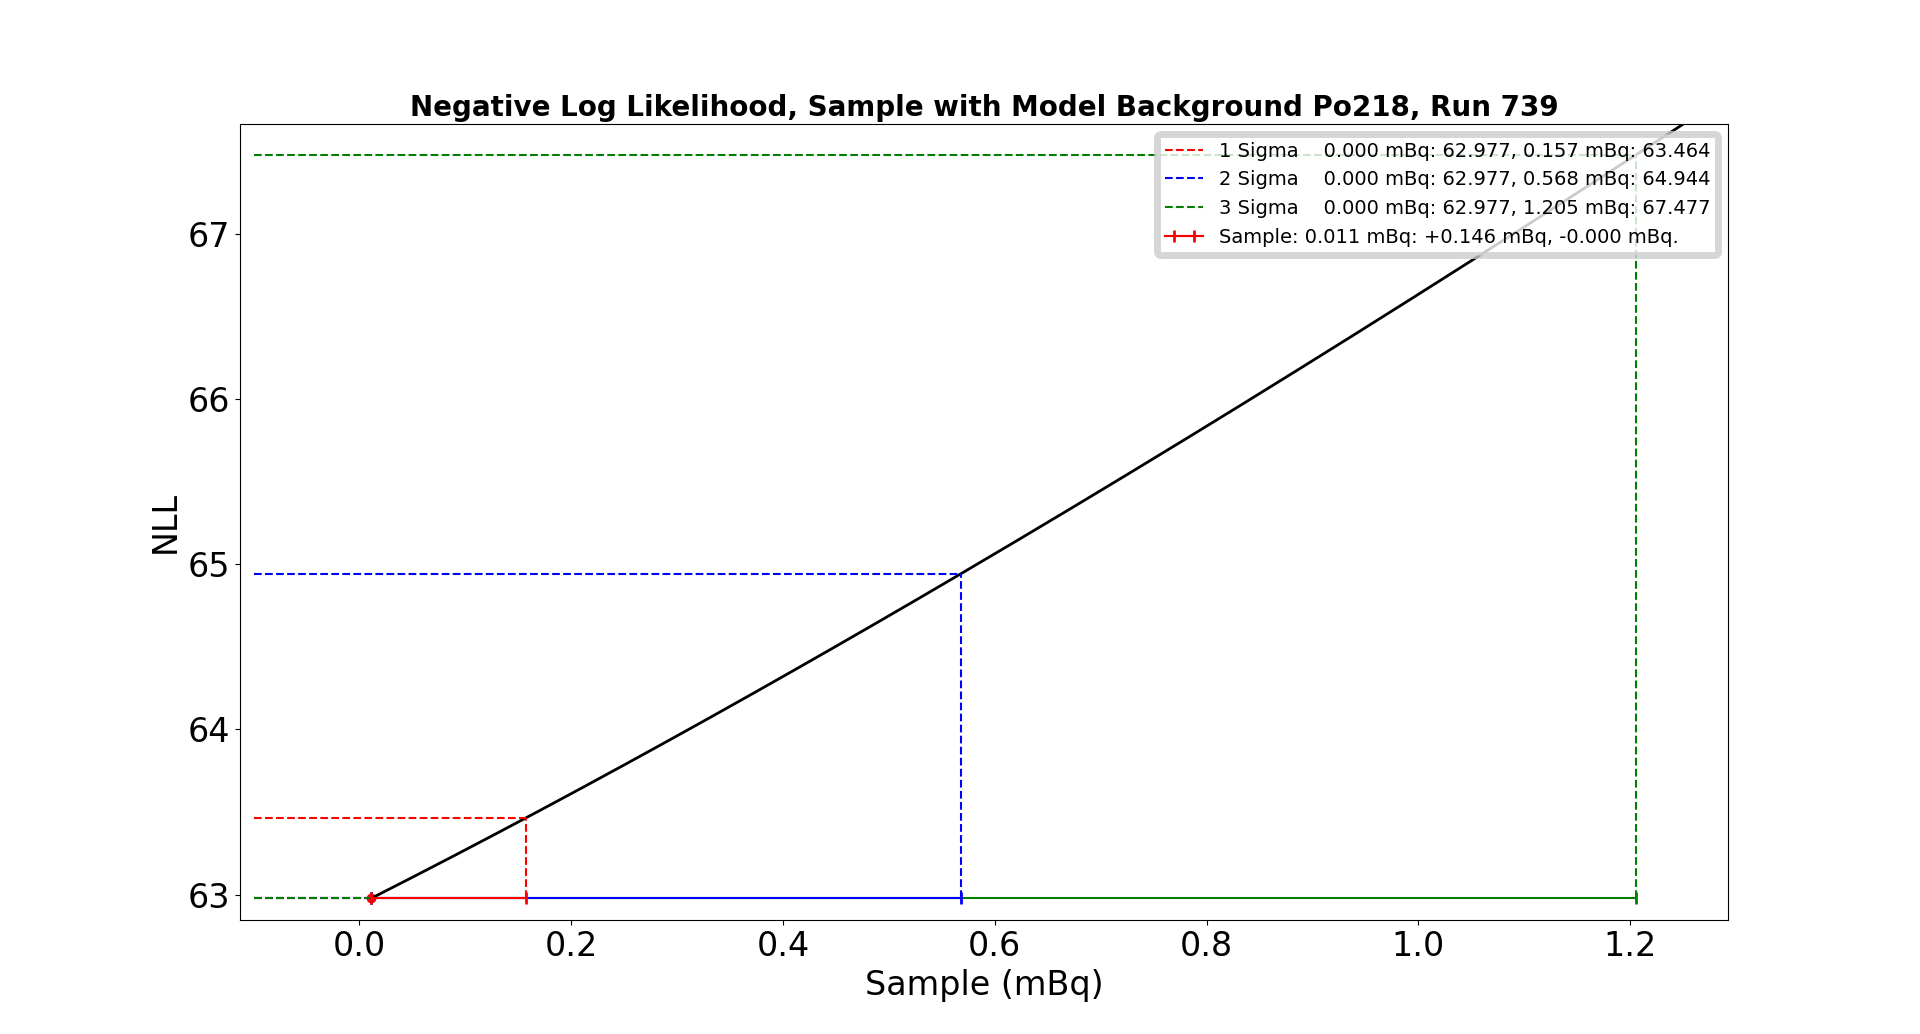 Negative Log Likelihood, Sample with Model Background Po218, Run 739
1 Sigma    0.000 mBq: 62.977, 0.157 mBq: 63.464
2 Sigma    0.000 mBq: 62.977, 0.568 mBq: 64.944
3 Sigma    0.000 mBq: 62.977, 1.205 mBq: 67.477
Sample: 0.011 mBq: +0.146 mBq, -0.000 mBq.
NLL
67
66
65
64
63
0.0 0.2 0.4 0.6 0.8 1.0 1.2
Sample (mBq)